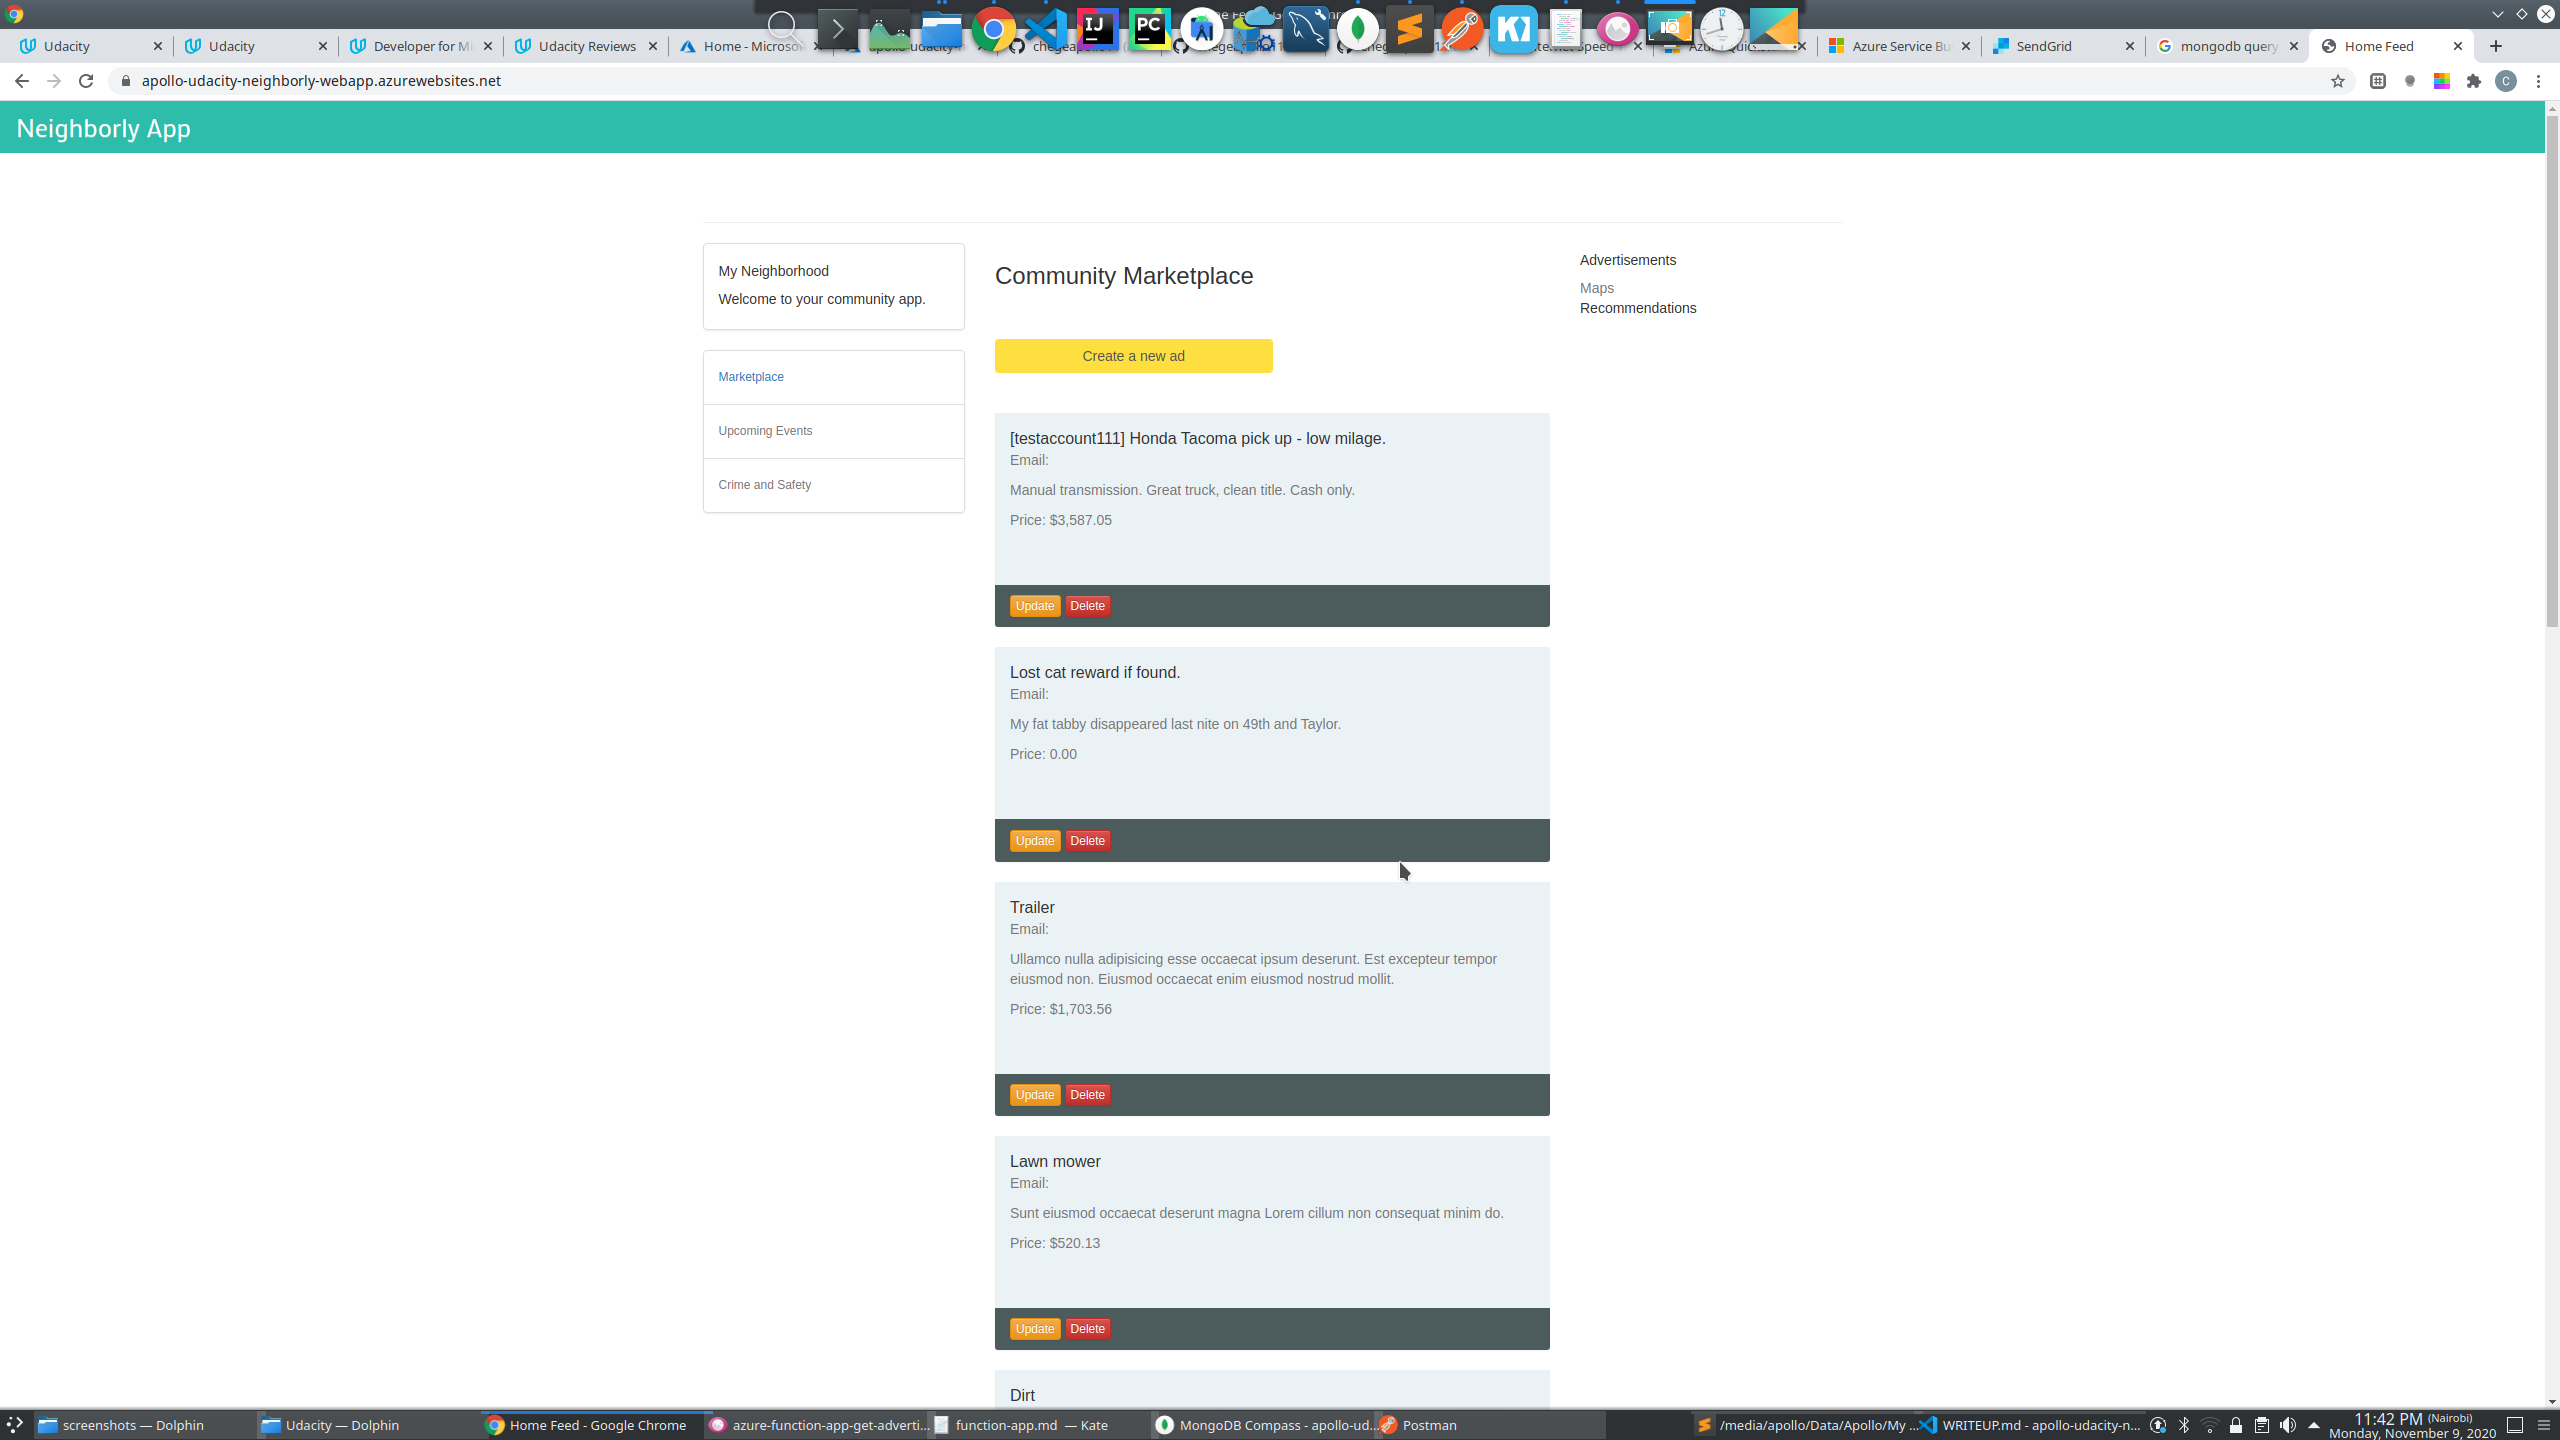 Udacity
Udacity
Developer for Mi
Udacity Reviews
Home - Microso
Azure Service Bu
SendGrid
mongodb query
Home Feed
apollo-udacity-neighborly-webapp.azurewebsites.net
C
Neighborly App
My Neighborhood
Welcome to your community app.
Marketplace
Upcoming Events
Crime and Safety
Community Marketplace
Create a new ad
[testaccount111] Honda Tacoma pick up - low milage.
Email:
Manual transmission. Great truck, clean title. Cash only.
Price: $3,587.05
Update Delete
Lost cat reward if found.
Email:
My fat tabby disappeared last nite on 49th and Taylor.
Price: 0.00
Update Delete
Trailer
Email:
Ullamco nulla adipisicing esse occaecat ipsum deserunt. Est excepteur tempor
eiusmod non. Eiusmod occaecat enim eiusmod nostrud mollit.
Price: $1,703.56
Update Delete
Lawn mower
Email:
Sunt eiusmod occaecat deserunt magna Lorem cillum non consequat minim do.
Price: $520.13
Update Delete
Dirt
Advertisements
Maps
Recommendations
screenshots — Dolphin
Udacity — Dolphin
Home Feed - Google Chrome
azure-function-app-get-adverti...
function-app.md — Kate
MongoDB Compass - apollo-ud...
Postman
/media/apollo/Data/Apollo/My ...
WRITEUP.md - apollo-udacity-n...
11:42 PM (Nairobi)
Monday, November 9, 2020